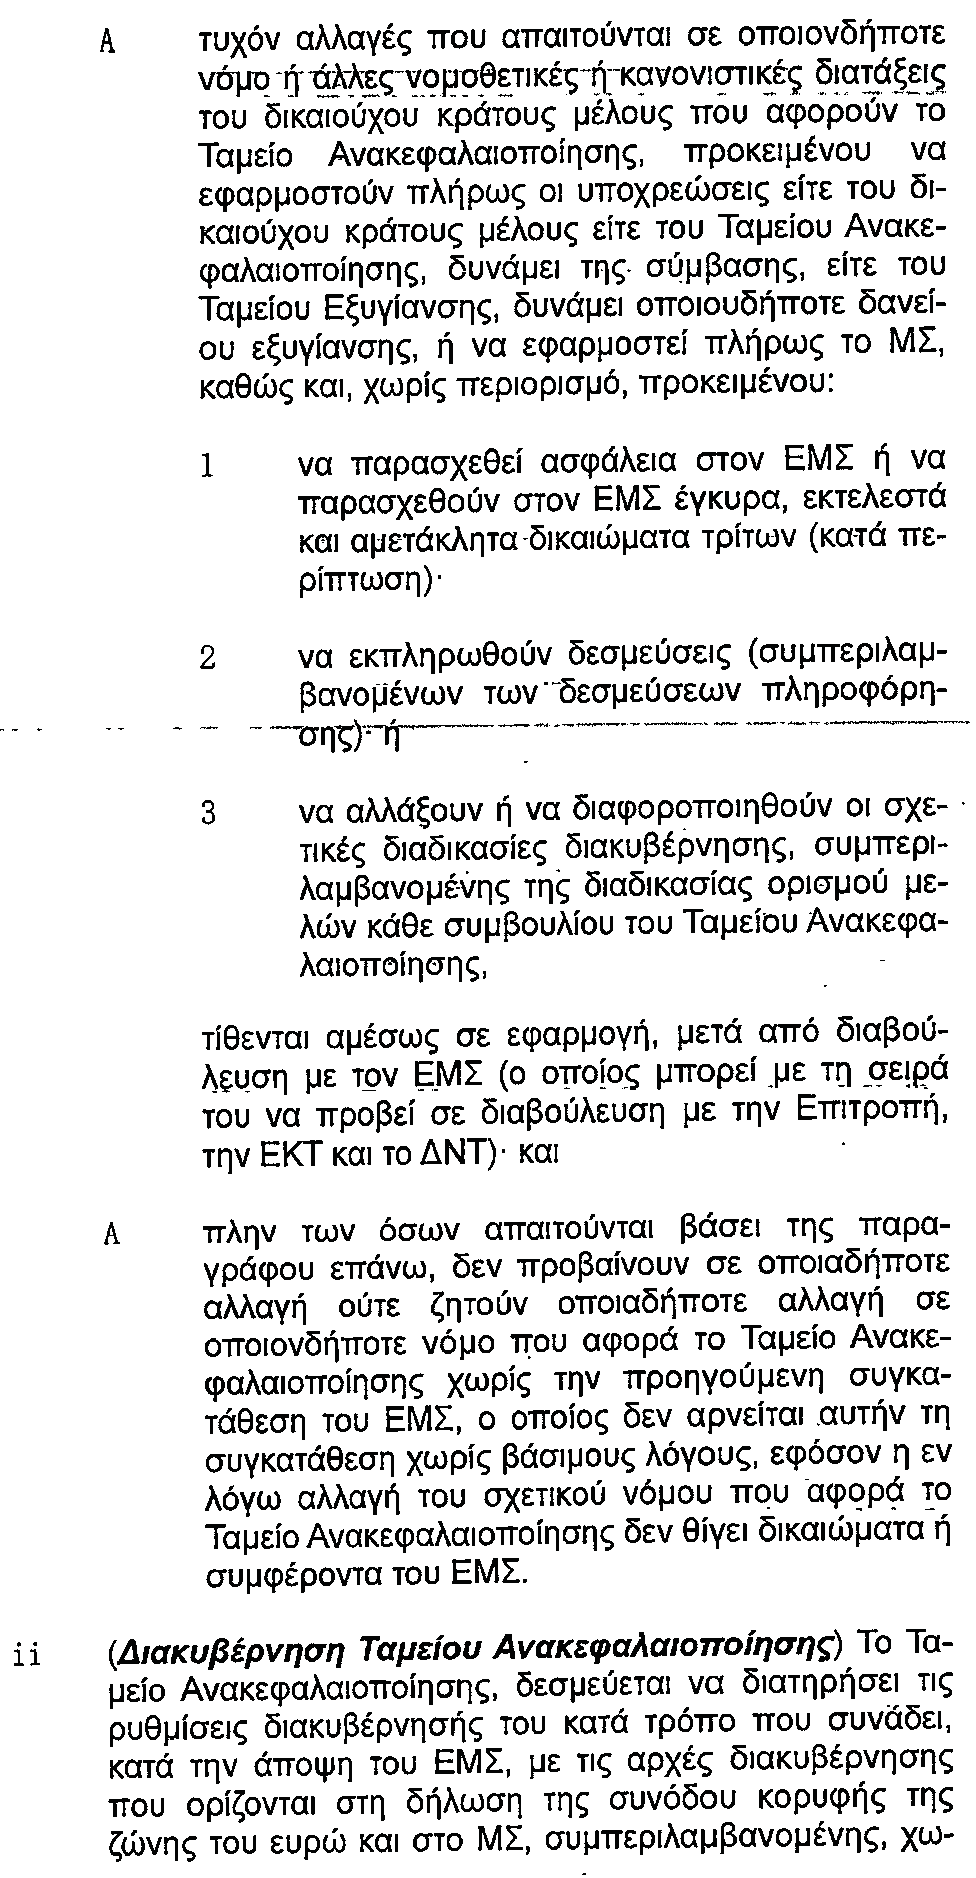 Α τυχόν αλλαγές που απαιτούνται σε οποιονδήποτε
νόμο ή άλλες νομοθετικές ή κανονιστικές διατάξεις
του δικαιούχου κράτους μέλους που αφορούν το
Ταμείο Ανακεφαλαιοποίησης, προκειμένου να
εφαρμοστούν πλήρως οι υποχρεώσεις είτε του δι-
καιούχου κράτους μέλους είτε του Ταμείου Ανακε-
φαλαιοποίησης, δυνάμει της σύμβασης, είτε του
Ταμείου Εξυγίανσης, δυνάμει οποιουδήποτε δανεί-
ου εξυγίανσης, ή να εφαρμοστεί πλήρως το ΜΣ,
καθώς και, χωρίς περιορισμό, προκειμένου:
1 να παρασχεθεί ασφάλεια στον ΕΜΣ ή να
παρασχεθούν στον ΕΜΣ έγκυρα, εκτελεστά
και αμετάκλητα δικαιώματα τρίτων (κατά πε-
ρίπτωση)·
2 να εκπληρωθούν δεσμεύσεις (συμπεριλαμ-
βανομένων των δεσμεύσεων πληροφόρη-
σης)· ή
3 να αλλάξουν ή να διαφοροποιηθούν οι σχε-
τικές διαδικασίες διακυβέρνησης, συμπερι-
λαμβανομένης της διαδικασίας ορισμού με-
λών κάθε συμβουλίου του Ταμείου Ανακεφα-
λαιοποίησης,
τίθενται αμέσως σε εφαρμογή, μετά από διαβού-
λευση με τον ΕΜΣ (ο οποίος μπορεί με τη σειρά
του να προβεί σε διαβούλευση με την Επιτροπή,
την ΕΚΤ και το ΔΝΤ)· και
Α πλην των όσων απαιτούνται βάσει της παρα-
γράφου επάνω, δεν προβαίνουν σε οποιαδήποτε
αλλαγή ούτε ζητούν οποιαδήποτε αλλαγή σε
οποιονδήποτε νόμο που αφορά το Ταμείο Ανακε-
φαλαιοποίησης χωρίς την προηγούμενη συγκα-
τάθεση του ΕΜΣ, ο οποίος δεν αρνείται αυτήν τη
συγκατάθεση χωρίς βάσιμους λόγους, εφόσον η εν
λόγω αλλαγή του σχετικού νόμου που αφορά το
Ταμείο Ανακεφαλαιοποίησης δεν θίγει δικαιώματα ή
συμφέροντα του ΕΜΣ.
ii (Διακυβέρνηση Ταμείου Ανακεφαλαιοποίησης) Το Τα-
μείο Ανακεφαλαιοποίησης, δεσμεύεται να διατηρήσει τις
ρυθμίσεις διακυβέρνησής του κατά τρόπο που συνάδει,
κατά την άποψη του ΕΜΣ, με τις αρχές διακυβέρνησης
που ορίζονται στη δήλωση της συνόδου κορυφής της
ζώνης του ευρώ και στο ΜΣ, συμπεριλαμβανομένης, χω-